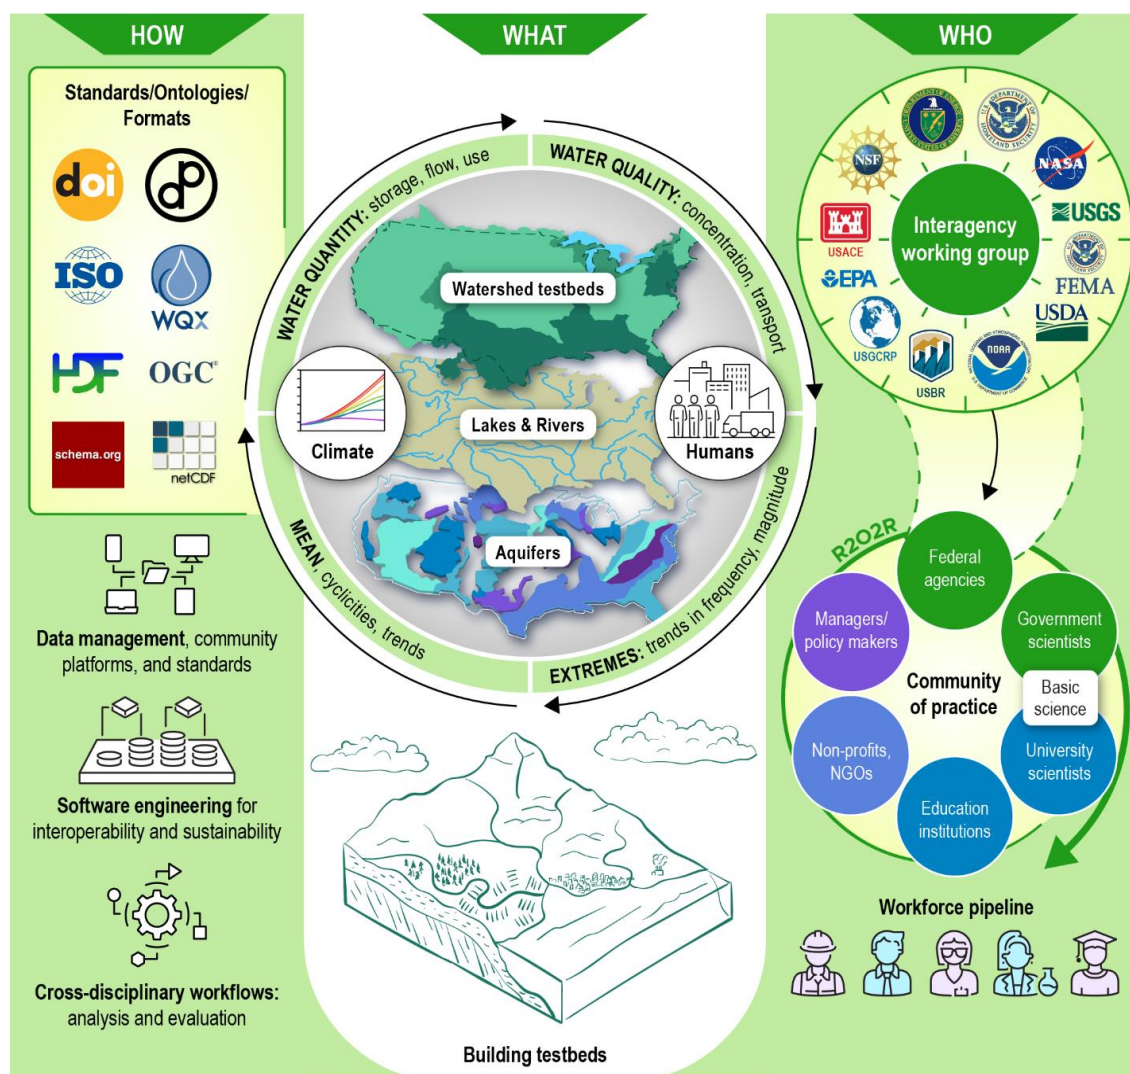 HOW
Standards/Ontologies/
Formats
doi
dp
ISO
WQX
HDF
OGC®
schema.org
netCDF
Data management, community
platforms, and standards
Software engineering for
interoperability and sustainability
Cross-disciplinary workflows:
analysis and evaluation
WHAT
WATER QUANTITY: storage, flow, use
WATER QUALITY: concentration, transport
Watershed testbeds
Climate
Lakes & Rivers
Humans
Aquifers
MEAN, cyclicities, trends
EXTREMES: trends in frequency, magnitude
Building testbeds
WHO
NSF
NASA
USACE
USGS
EPA
FEMA
USGCRP
USDA
USBR
NOAA
Interagency
working group
R2O2R
Federal
agencies
Managers/
policy makers
Government
scientists
Community
of practice
Basic
science
Non-profits,
NGOs
University
scientists
Education
institutions
Workforce pipeline